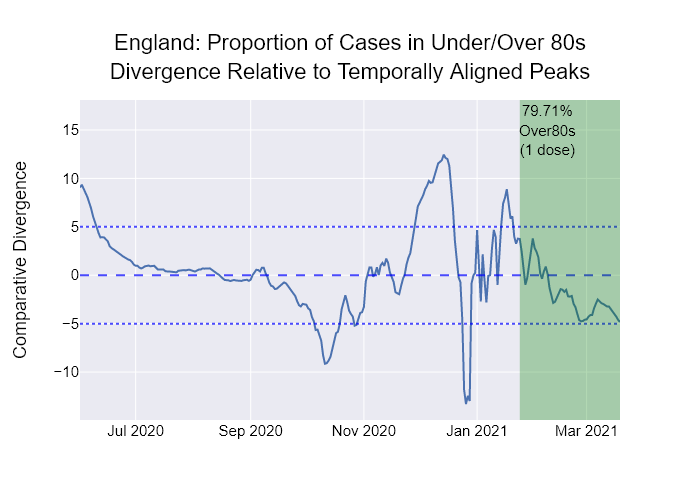 England: Proportion of Cases in Under/Over 80s
Divergence Relative to Temporally Aligned Peaks
79.71%
Over80s
(1 dose)
Comparative Divergence
15
10
5
0
−5
−10
Jul 2020
Sep 2020
Nov 2020
Jan 2021
Mar 2021